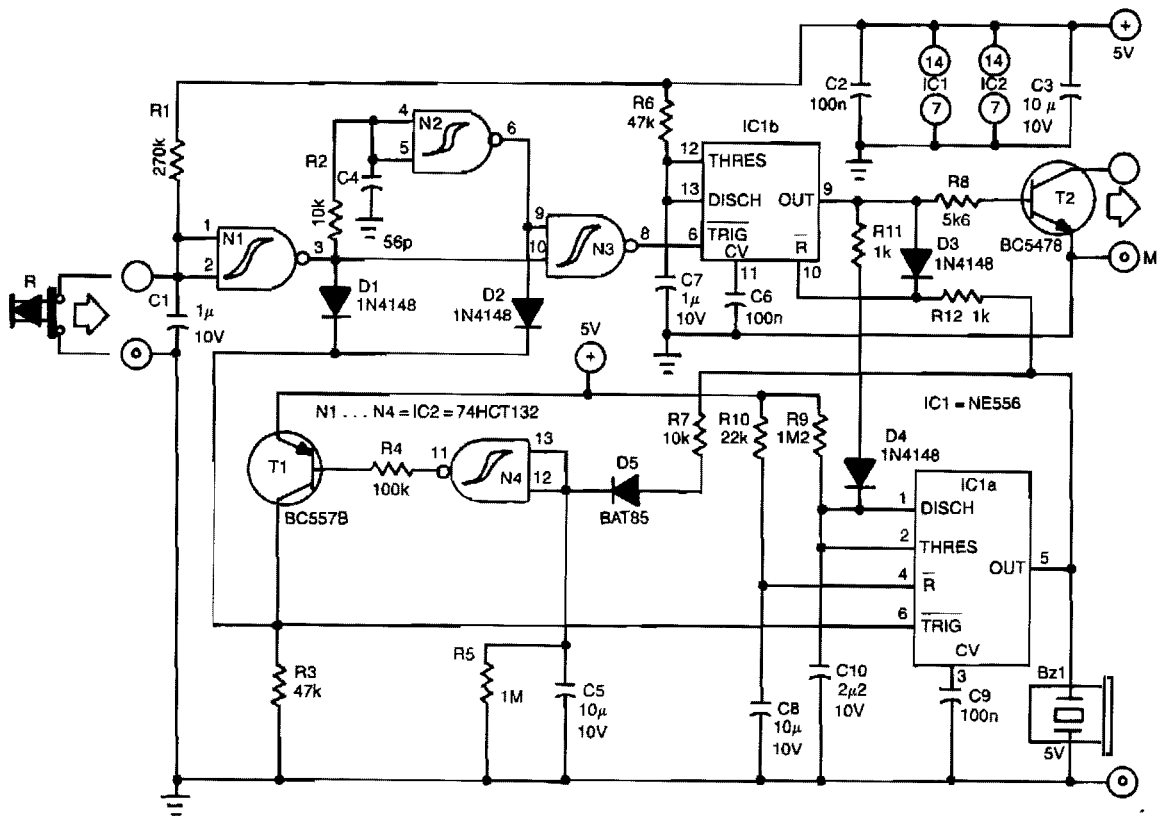 +
5V
R1
270k
R6
47k
C2
100n
14
IC1
7
14
IC2
7
C3
10 μ
10V
4
5
N2
6
R2
10k
C4
56p
IC1b
12
THRES
13
DISCH
OUT
9
6
TRIG
CV
R
11
10
R8
5k6
T2
BC5478
M
1
2
N1
3
9
10
N3
8
R
C1
1μ
10V
D1
1N4148
D2
1N4148
C7
1μ
10V
C6
100n
R11
1k
D3
1N4148
R12 1k
5V
+
N1 . . . N4 = IC2 = 74HCT132
IC1 = NE556
T1
BC557B
R4
100k
11
N4
13
12
D5
BAT85
R7
10k
R10
22k
R9
1M2
D4
1N4148
IC1a
1
DISCH
2
THRES
4
R
6
TRIG
OUT
5
CV
3
R3
47k
R5
1M
C5
10μ
10V
C8
10μ
10V
C10
2μ2
10V
C9
100n
Bz1
5V